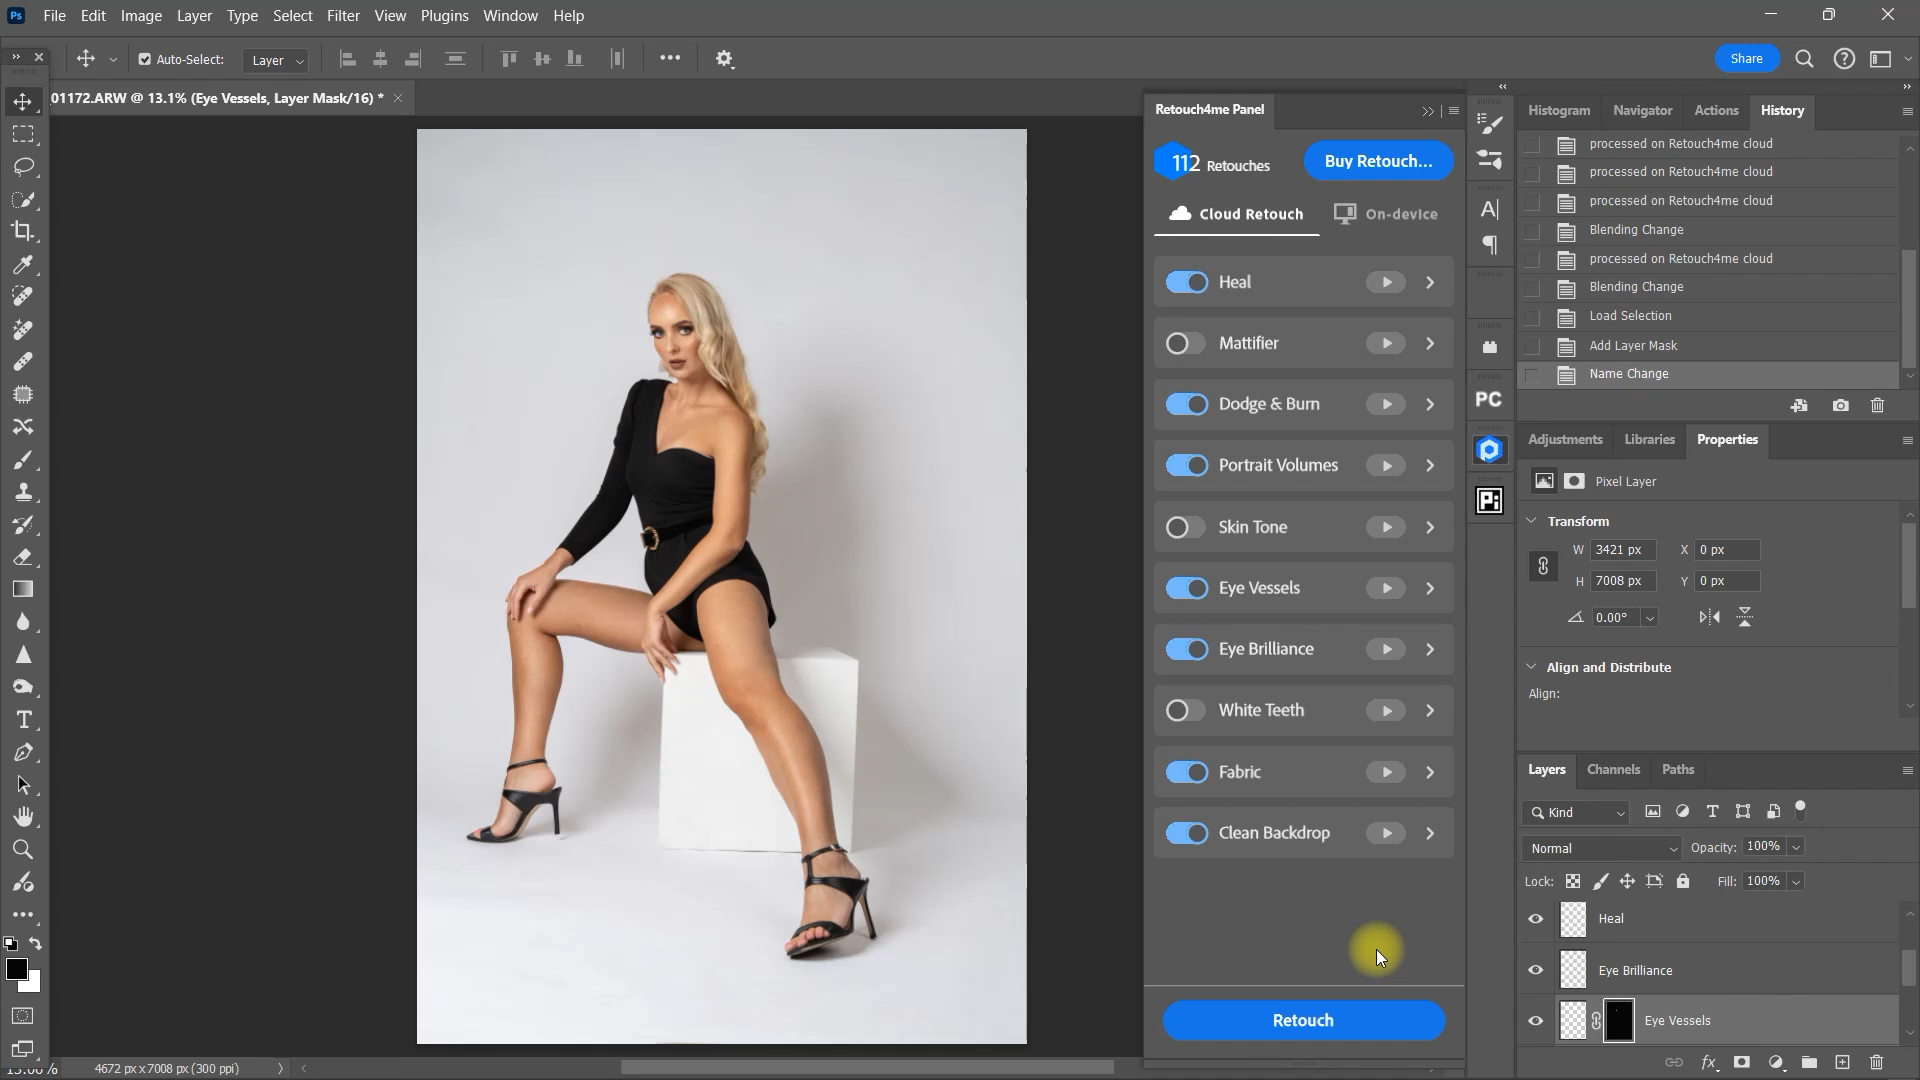 Ps File Edit Image Layer Type Select Filter View Plugins Window Help
Auto-Select: Layer Share
01172.ARW @ 13.1% (Eye Vessels, Layer Mask/16) *
Retouch4me Panel
112 Retouches Buy Retouch...
Cloud Retouch On-device
Heal
Mattifier
Dodge & Burn
Portrait Volumes
Skin Tone
Eye Vessels
Eye Brilliance
White Teeth
Fabric
Clean Backdrop
Retouch
PC
Pi
Histogram Navigator Actions History
processed on Retouch4me cloud
processed on Retouch4me cloud
processed on Retouch4me cloud
Blending Change
processed on Retouch4me cloud
Blending Change
Load Selection
Add Layer Mask
Name Change
Adjustments Libraries Properties
Pixel Layer
Transform
W 3421 px X 0 px
H 7008 px Y 0 px
0.00°
Align and Distribute
Align:
Layers Channels Paths
Kind
Normal Opacity: 100%
Lock: Fill: 100%
Heal
Eye Brilliance
Eye Vessels
4672 px x 7008 px (300 ppi)